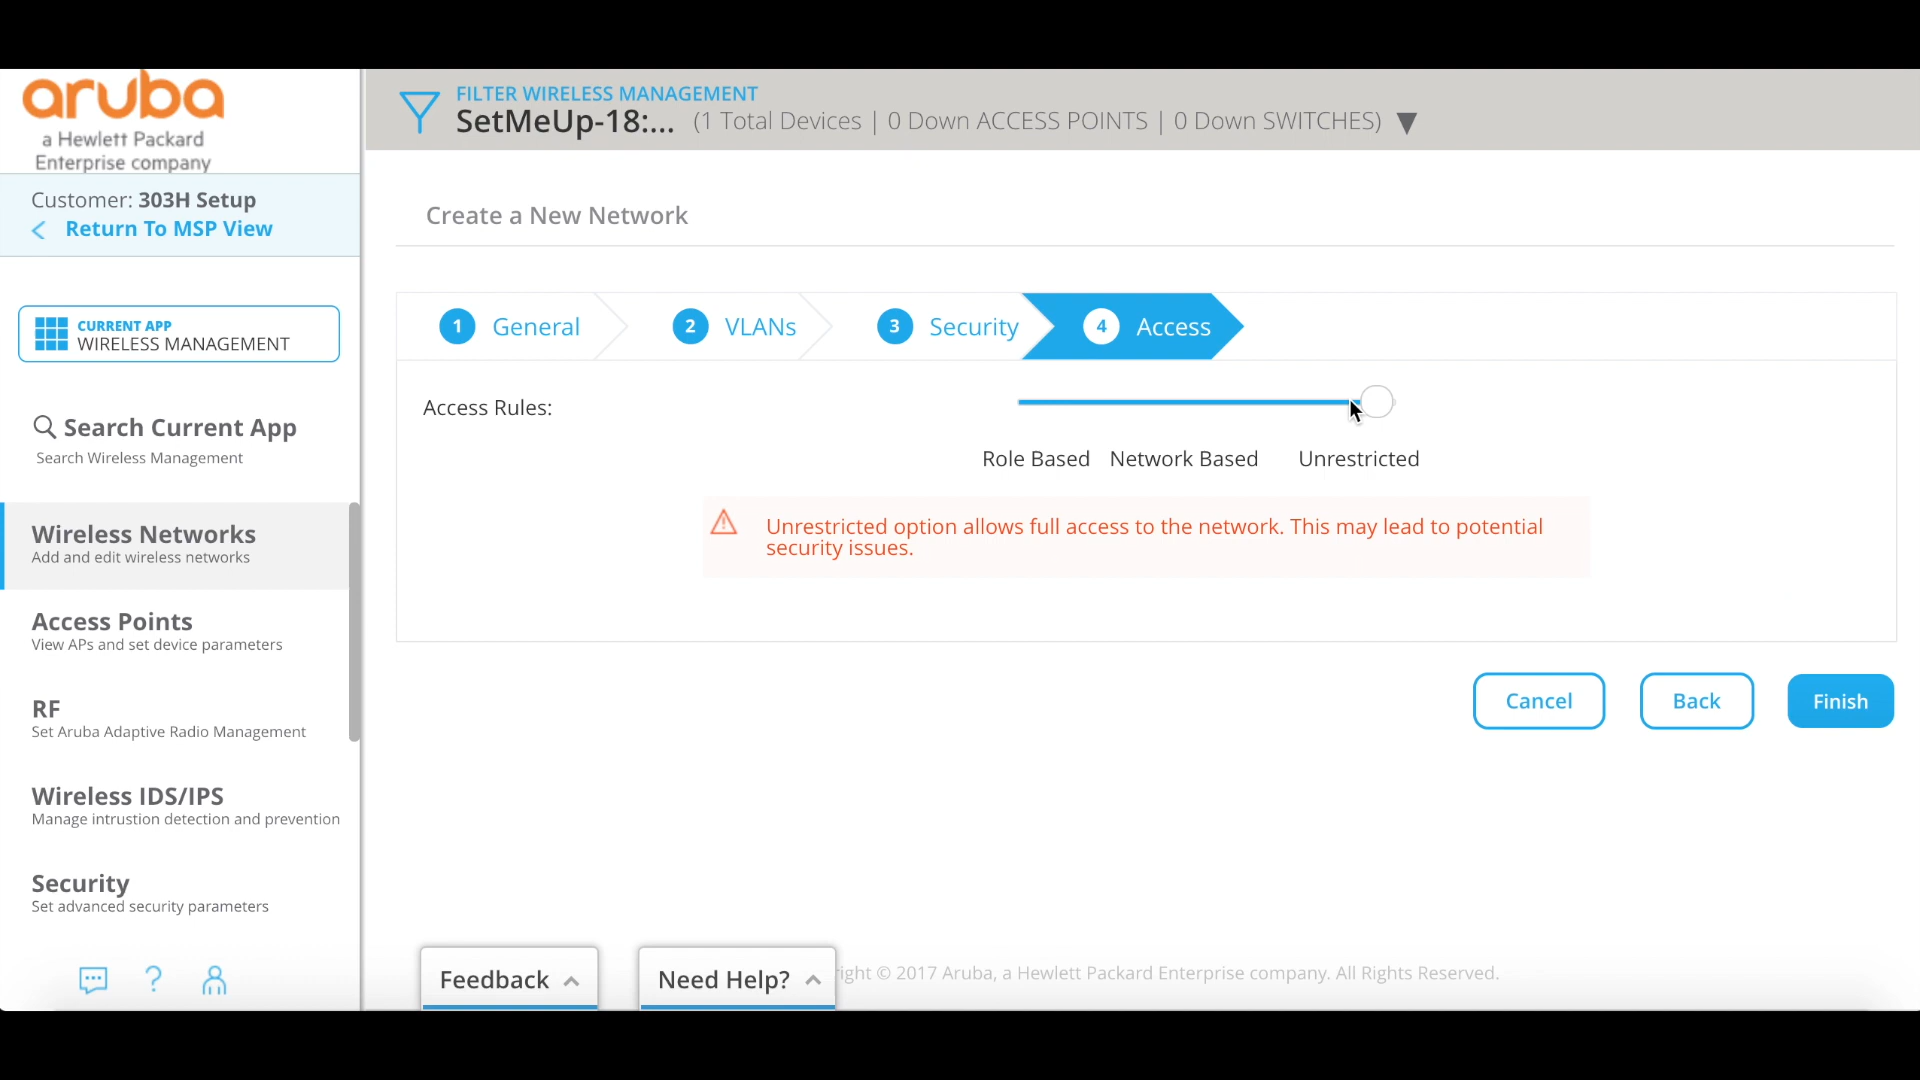 aruba
a Hewlett Packard
Enterprise company
Customer: 303H Setup
Return To MSP View
CURRENT APP
WIRELESS MANAGEMENT
Search Current App
Search Wireless Management
Wireless Networks
Add and edit wireless networks
Access Points
View APs and set device parameters
RF
Set Aruba Adaptive Radio Management
Wireless IDS/IPS
Manage intrustion detection and prevention
Security
Set advanced security parameters
?
FILTER WIRELESS MANAGEMENT
SetMeUp-18:... (1 Total Devices | 0 Down ACCESS POINTS | 0 Down SWITCHES)
Create a New Network
1 General 2 VLANs 3 Security 4 Access
Access Rules:
Role Based Network Based Unrestricted
Unrestricted option allows full access to the network. This may lead to potential
security issues.
Cancel Back Finish
Feedback Need Help? right © 2017 Aruba, a Hewlett Packard Enterprise company. All Rights Reserved.